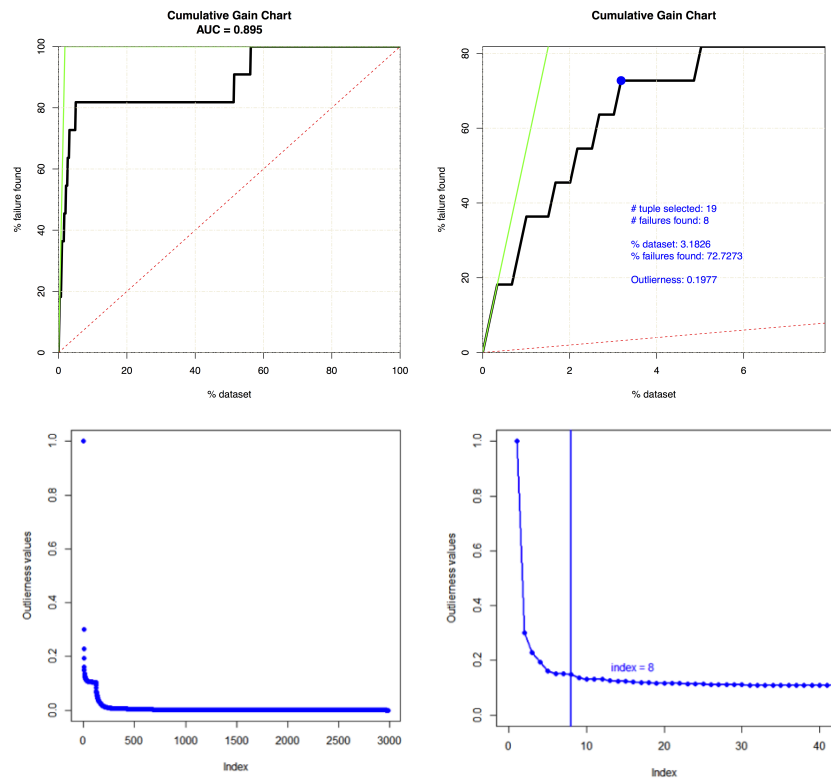 Cumulative Gain Chart
AUC = 0.895
100
80
60
40
20
0
% failure found
0 20 40 60 80 100
% dataset
Cumulative Gain Chart
80
60
40
20
0
% failure found
# tuple selected: 19
# failures found: 8
% dataset: 3.1826
% failures found: 72.7273
Outlierness: 0.1977
0 2 4 6
% dataset
1.0
0.8
0.6
0.4
0.2
0.0
Outlierness values
0 500 1000 1500 2000 2500 3000
Index
1.0
0.8
0.6
0.4
0.2
0.0
Outlierness values
index = 8
0 10 20 30 40
Index